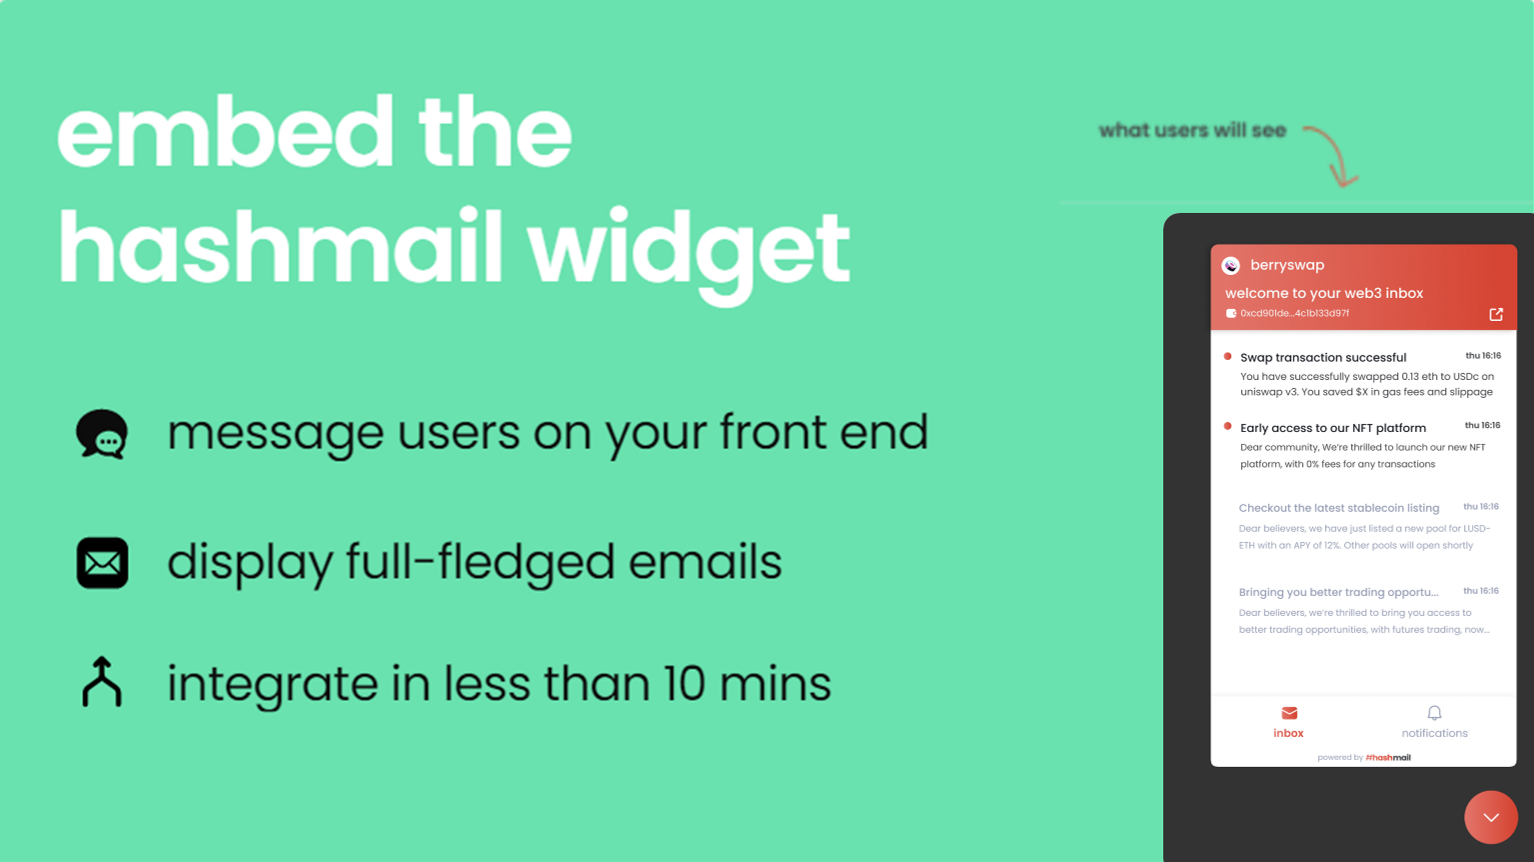 embed the
hashmail widget
message users on your front end
display full-fledged emails
integrate in less than 10 mins
what users will see
berryswap
welcome to your web3 inbox
0xcd901de...4c1b133d97f
Swap transaction successful thu 16:16
You have successfully swapped 0.13 eth to USDc on
uniswap v3. You saved $X in gas fees and slippage
Early access to our NFT platform thu 16:16
Dear community, We're thrilled to launch our new NFT
platform, with 0% fees for any transactions
Checkout the latest stablecoin listing thu 16:16
Dear believers, we have just listed a new pool for LUSD-
ETH with an APY of 12%. Other pools will open shortly
Bringing you better trading opportu... thu 16:16
Dear believers, we're thrilled to bring you access to
better trading opportunities, with futures trading, now...
inbox notifications
powered by #hashmail